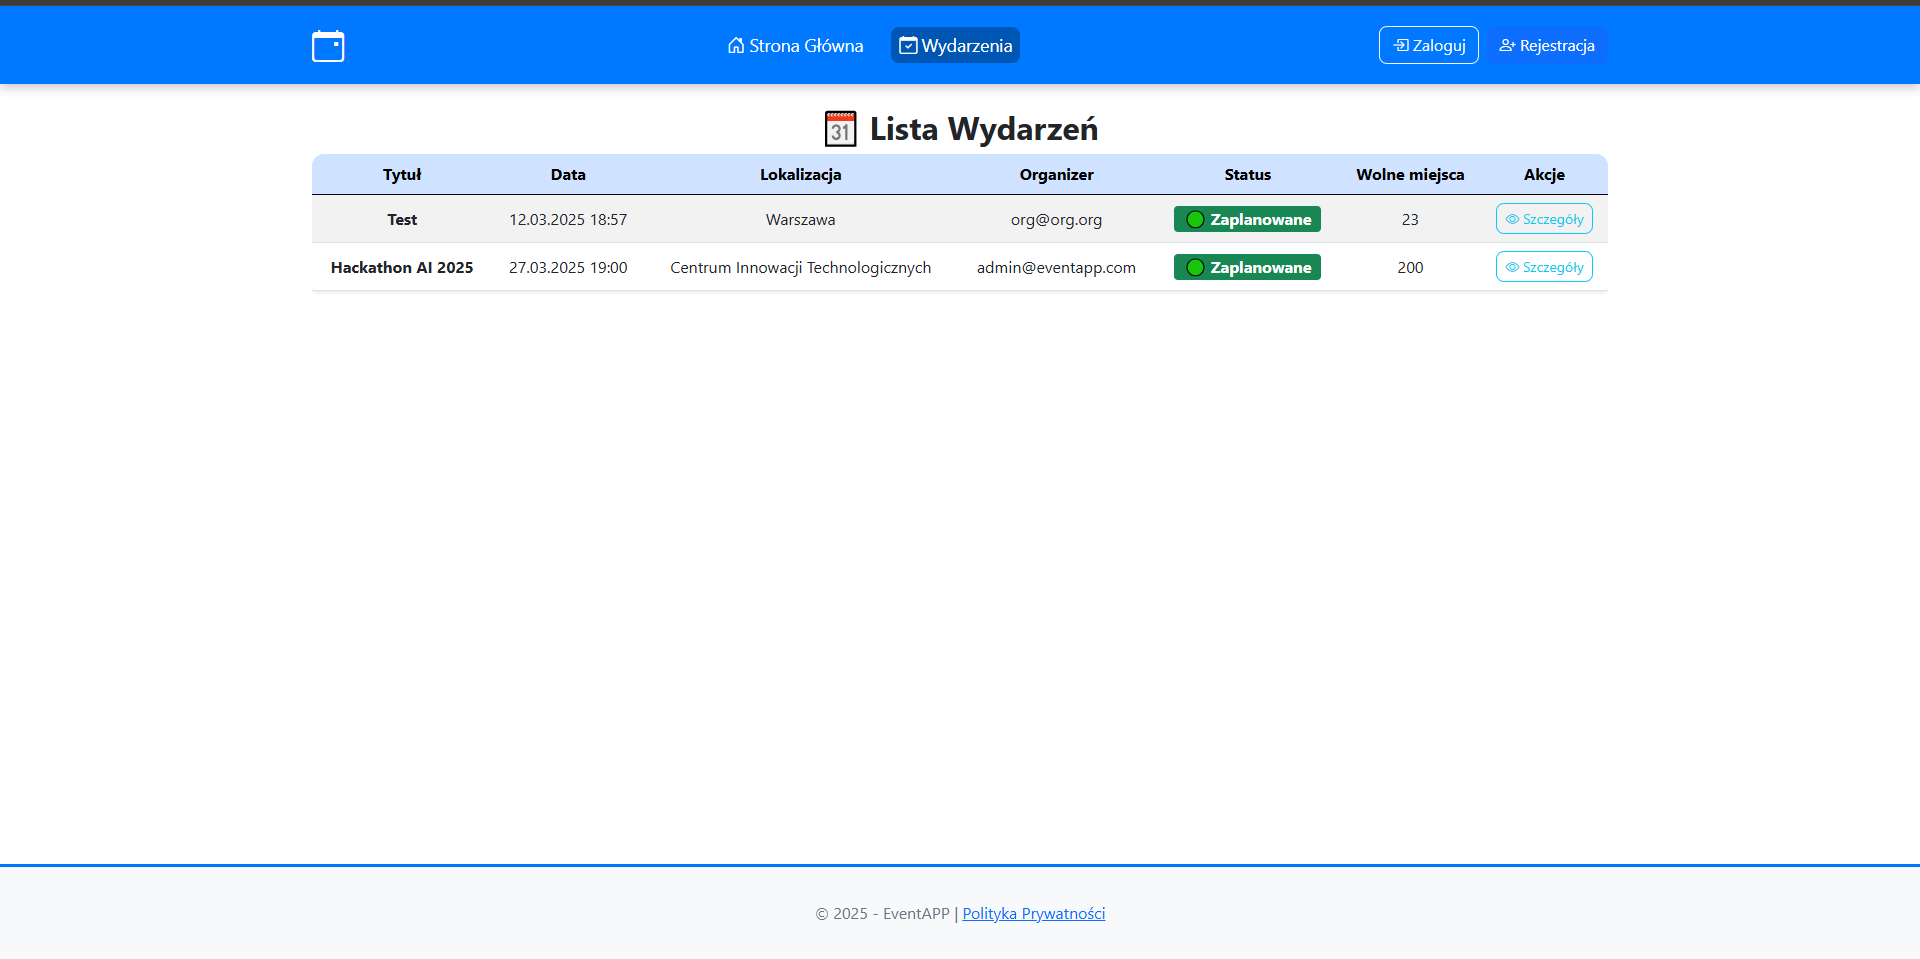 Strona Główna Wydarzenia Zaloguj Rejestracja
31 Lista Wydarzeń
Tytuł Data Lokalizacja Organizer Status Wolne miejsca Akcje
Test 12.03.2025 18:57 Warszawa org@org.org Zaplanowane 23 Szczegóły
Hackathon AI 2025 27.03.2025 19:00 Centrum Innowacji Technologicznych admin@eventapp.com Zaplanowane 200 Szczegóły
© 2025 - EventAPP | Polityka Prywatności